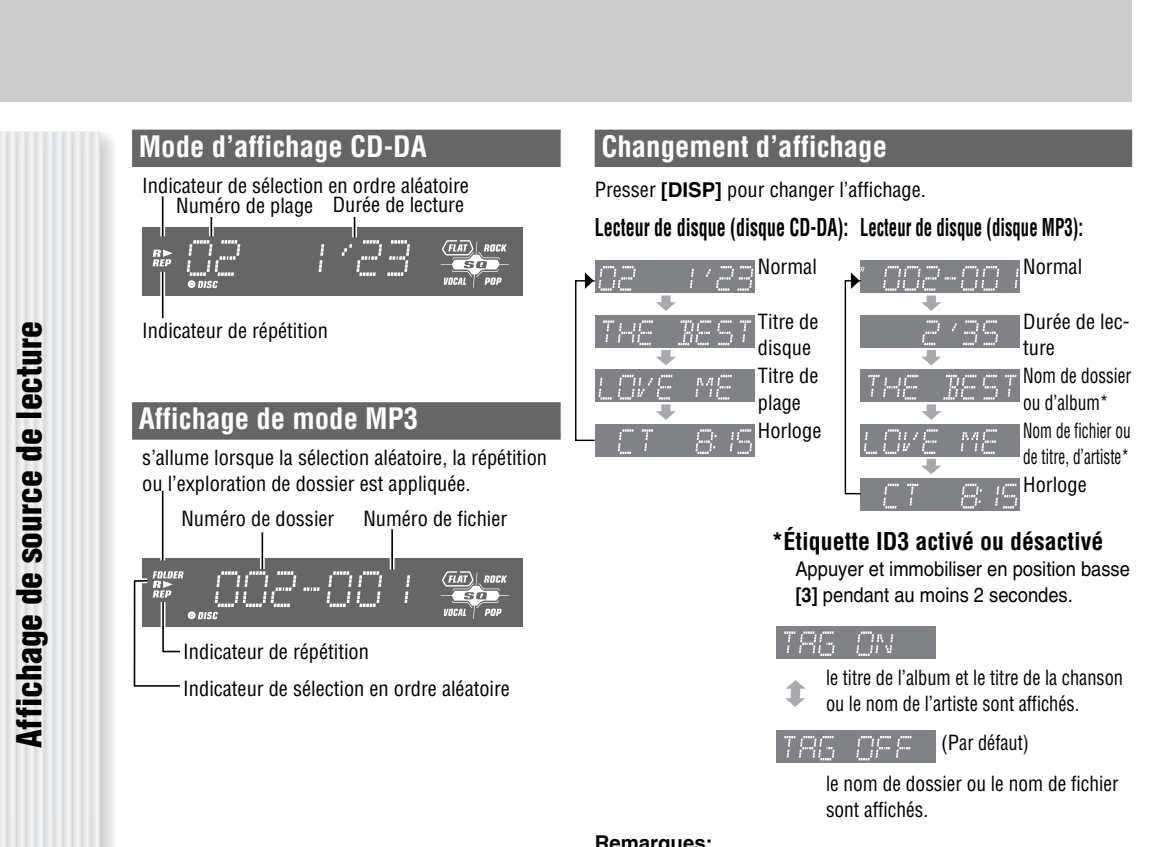 Affichage de source de lecture
Mode d'affichage CD-DA
Indicateur de sélection en ordre aléatoire
Numéro de plage
Durée de lecture
R
REP
02 1'23
DISC
FLAT
ROCK
SQ
VOCAL
POP
Indicateur de répétition
Affichage de mode MP3
s'allume lorsque la sélection aléatoire, la répétition
ou l'exploration de dossier est appliquée.
Numéro de dossier
Numéro de fichier
FOLDER
R
REP
002-001
DISC
FLAT
ROCK
SQ
VOCAL
POP
Indicateur de répétition
Indicateur de sélection en ordre aléatoire
Changement d'affichage
Presser [DISP] pour changer l'affichage.
Lecteur de disque (disque CD-DA):
02 1'23
Normal
THE BEST
Titre de
disque
LOVE ME
Titre de
plage
CT 8:15
Horloge
Lecteur de disque (disque MP3):
002-001
Normal
2'35
Durée de lec-
ture
THE BEST
Nom de dossier
ou d'album*
LOVE ME
Nom de fichier ou
de titre, d'artiste*
CT 8:15
Horloge
*Étiquette ID3 activé ou désactivé
Appuyer et immobiliser en position basse
[3] pendant au moins 2 secondes.
TAG ON
le titre de l'album et le titre de la chanson
ou le nom de l'artiste sont affichés.
TAG OFF
(Par défaut)
le nom de dossier ou le nom de fichier
sont affichés.
Remarques: